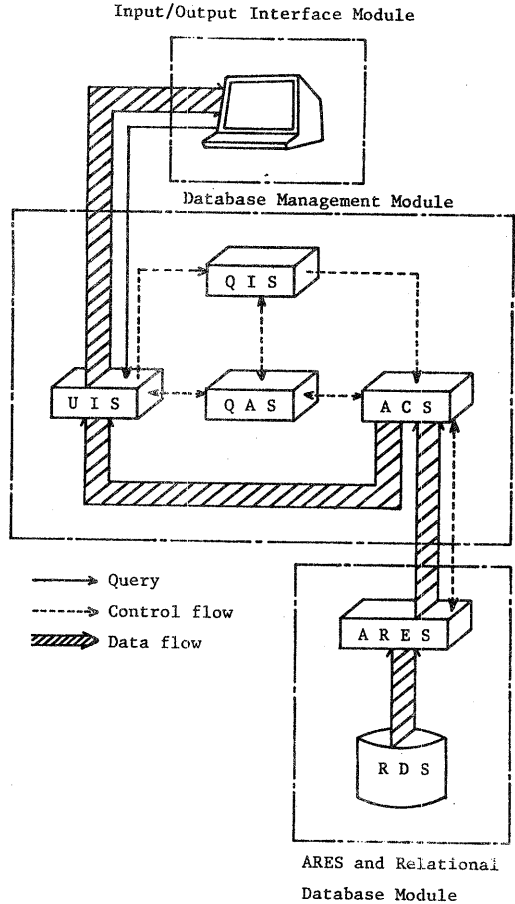 Input/Output Interface Module
Database Management Module
Q I S
U I S
Q A S
A C S
Query
Control flow
Data flow
A R E S
R D S
ARES and Relational
Database Module